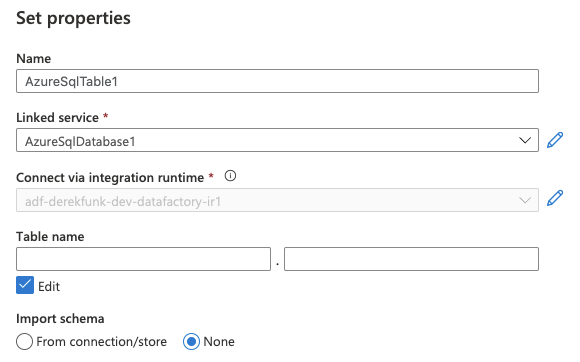 Set properties
Name
AzureSqlTable1
Linked service *
AzureSqlDatabase1
Connect via integration runtime *
adf-derekfunk-dev-datafactory-ir1
Table name
.
Edit
Import schema
From connection/store None